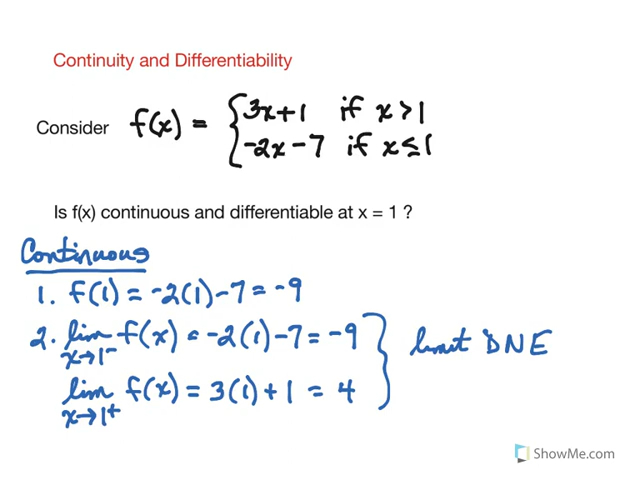 Continuity and Differentiability
Consider f(x) = { 3x+1 if x > 1
-2x - 7 if x ≤ 1
Is f(x) continuous and differentiable at x = 1 ?
Continuous
1. f(1) = -2(1) - 7 = -9
2. lim x→1⁻ f(x) = -2(1) - 7 = -9 } limit DNE
lim x→1⁺ f(x) = 3(1) + 1 = 4
ShowMe.com